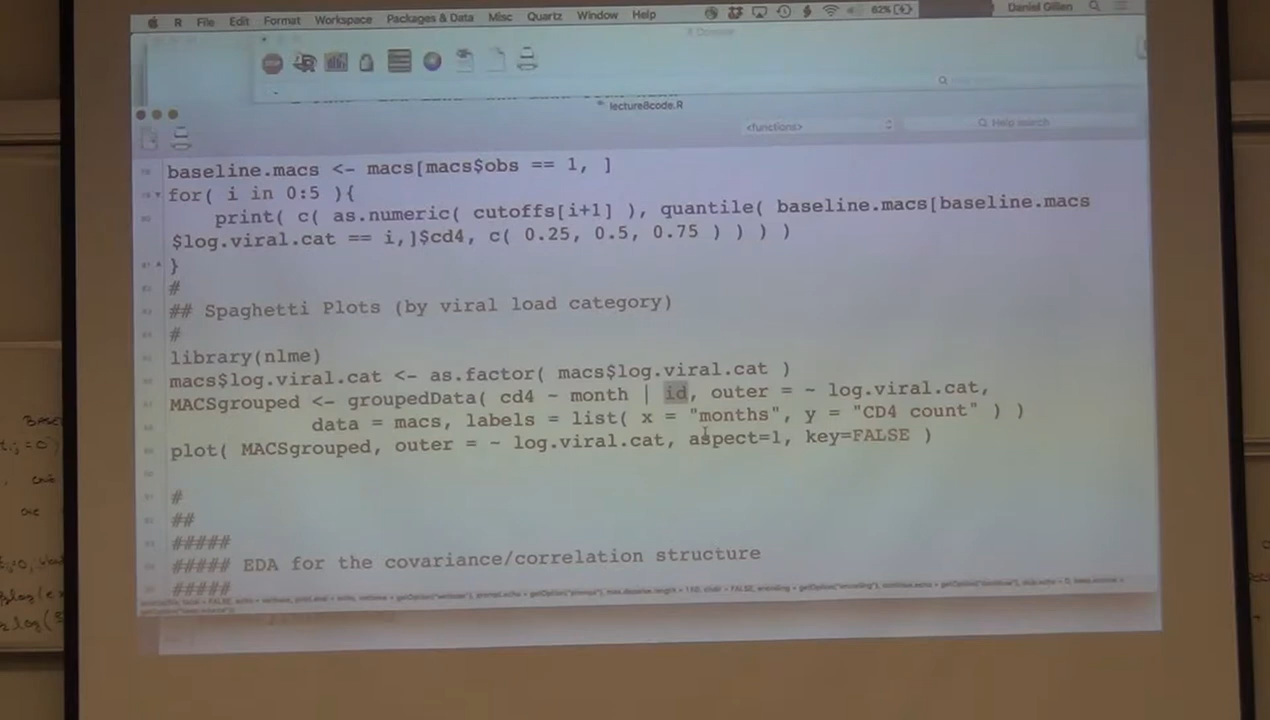 R File Edit Format Workspace Packages & Data Misc Quartz Window Help 82% Daniel Gillen
lecture8code.R
<functions> Help search
baseline.macs <- macs[macs$obs == 1, ]
for( i in 0:5 ){
print( c( as.numeric( cutoffs[i+1] ), quantile( baseline.macs[baseline.macs
$log.viral.cat == i,]$cd4, c( 0.25, 0.5, 0.75 ) ) ) )
}
#
## Spaghetti Plots (by viral load category)
#
library(nlme)
macs$log.viral.cat <- as.factor( macs$log.viral.cat )
MACSgrouped <- groupedData( cd4 ~ month | id, outer = ~ log.viral.cat,
data = macs, labels = list( x = "months", y = "CD4 count" ) )
plot( MACSgrouped, outer = ~ log.viral.cat, aspect=1, key=FALSE )
#
##
#####
##### EDA for the covariance/correlation structure
#####